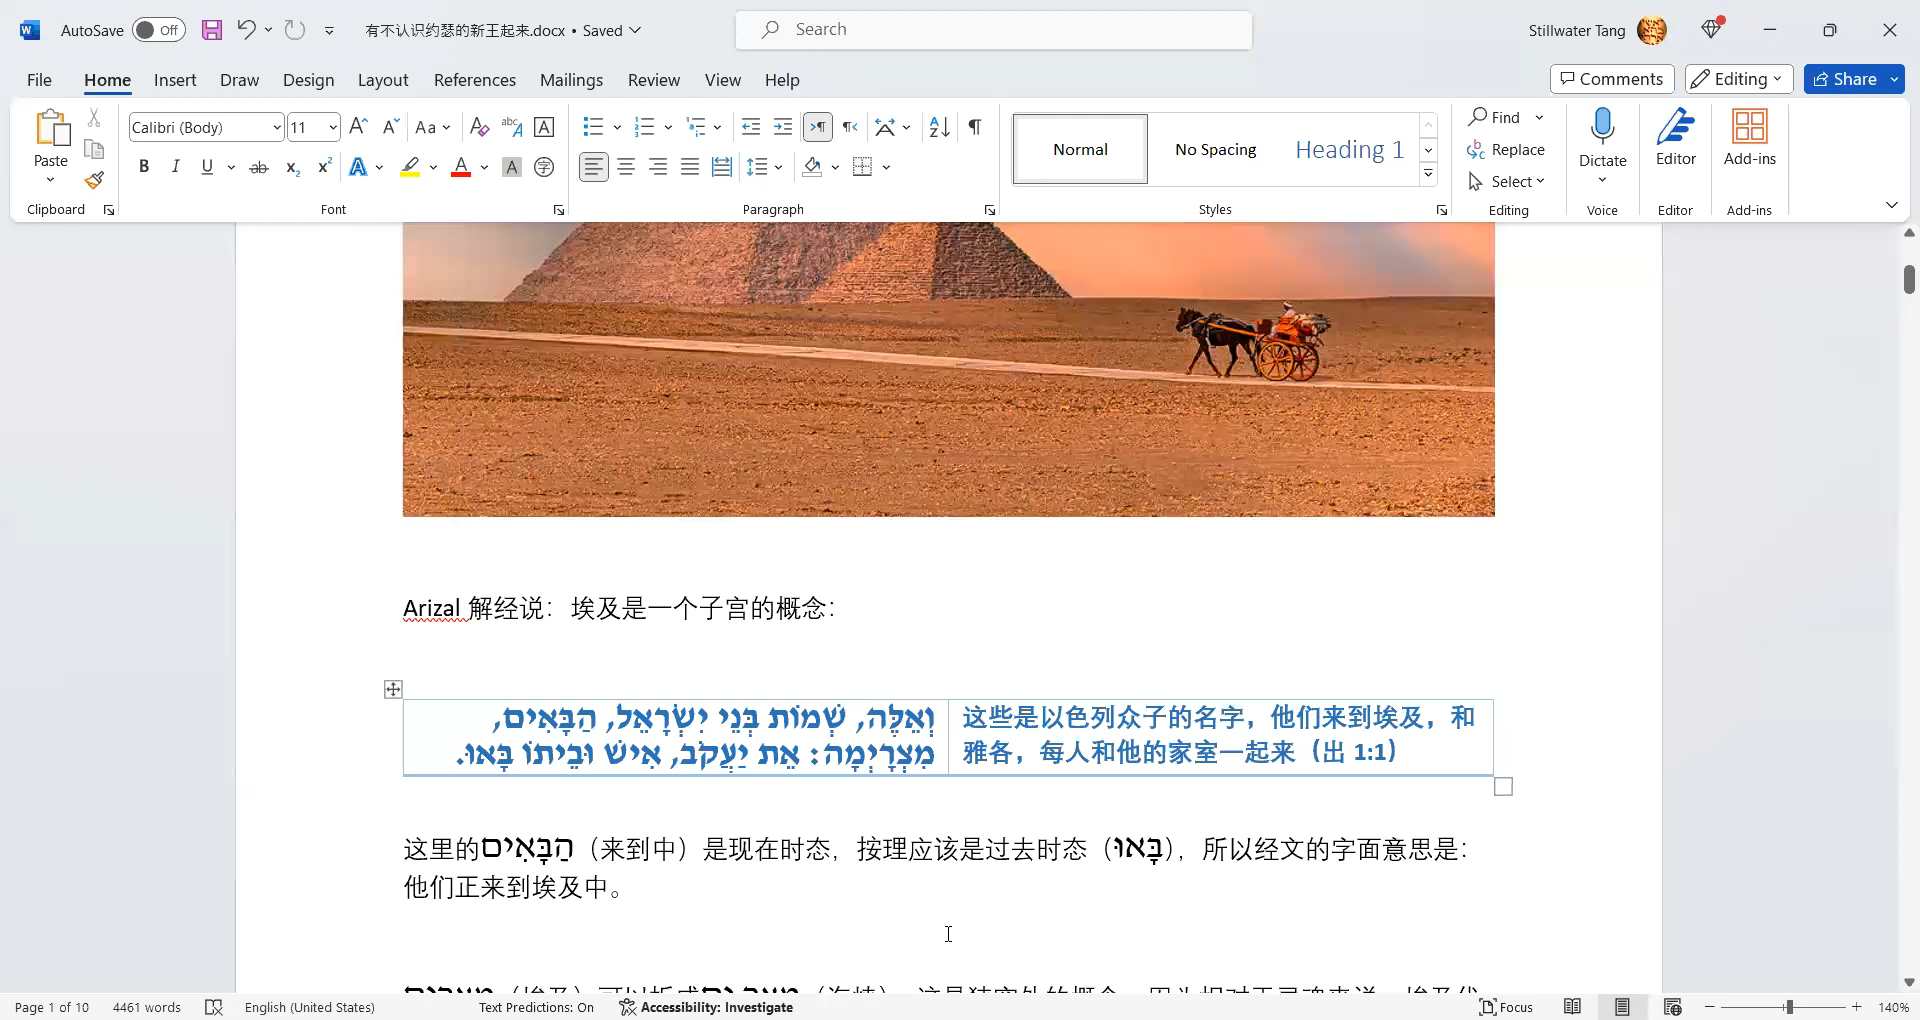 AutoSave Off 有不认识约瑟的新王起来.docx • Saved Search Stillwater Tang
File Home Insert Draw Design Layout References Mailings Review View Help Comments Editing Share
Paste Calibri (Body) 11 Normal No Spacing Heading 1 Find Replace Select Dictate Editor Add-ins
Clipboard Font Paragraph Styles Editing Voice Editor Add-ins
Arizal 解经说：埃及是一个子宫的概念：
וְאֵלֶּה, שְׁמוֹת בְּנֵי יִשְׂרָאֵל, הַבָּאִים,
מִצְרָיְמָה: אֵת יַעֲקֹב, אִישׁ וּבֵיתוֹ בָּאוּ.
这些是以色列众子的名字，他们来到埃及，和
雅各，每人和他的家室一起来（出 1:1）
这里的הַבָּאִים（来到中）是现在时态，按理应该是过去时态（בָּאוּ），所以经文的字面意思是：
他们正来到埃及中。
Page 1 of 10 4461 words English (United States) Text Predictions: On Accessibility: Investigate Focus 140%